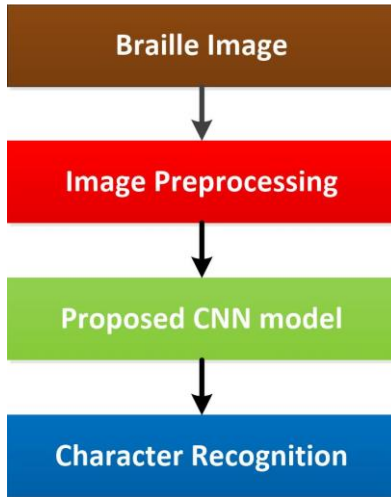 Braille Image
Image Preprocessing
Proposed CNN model
Character Recognition